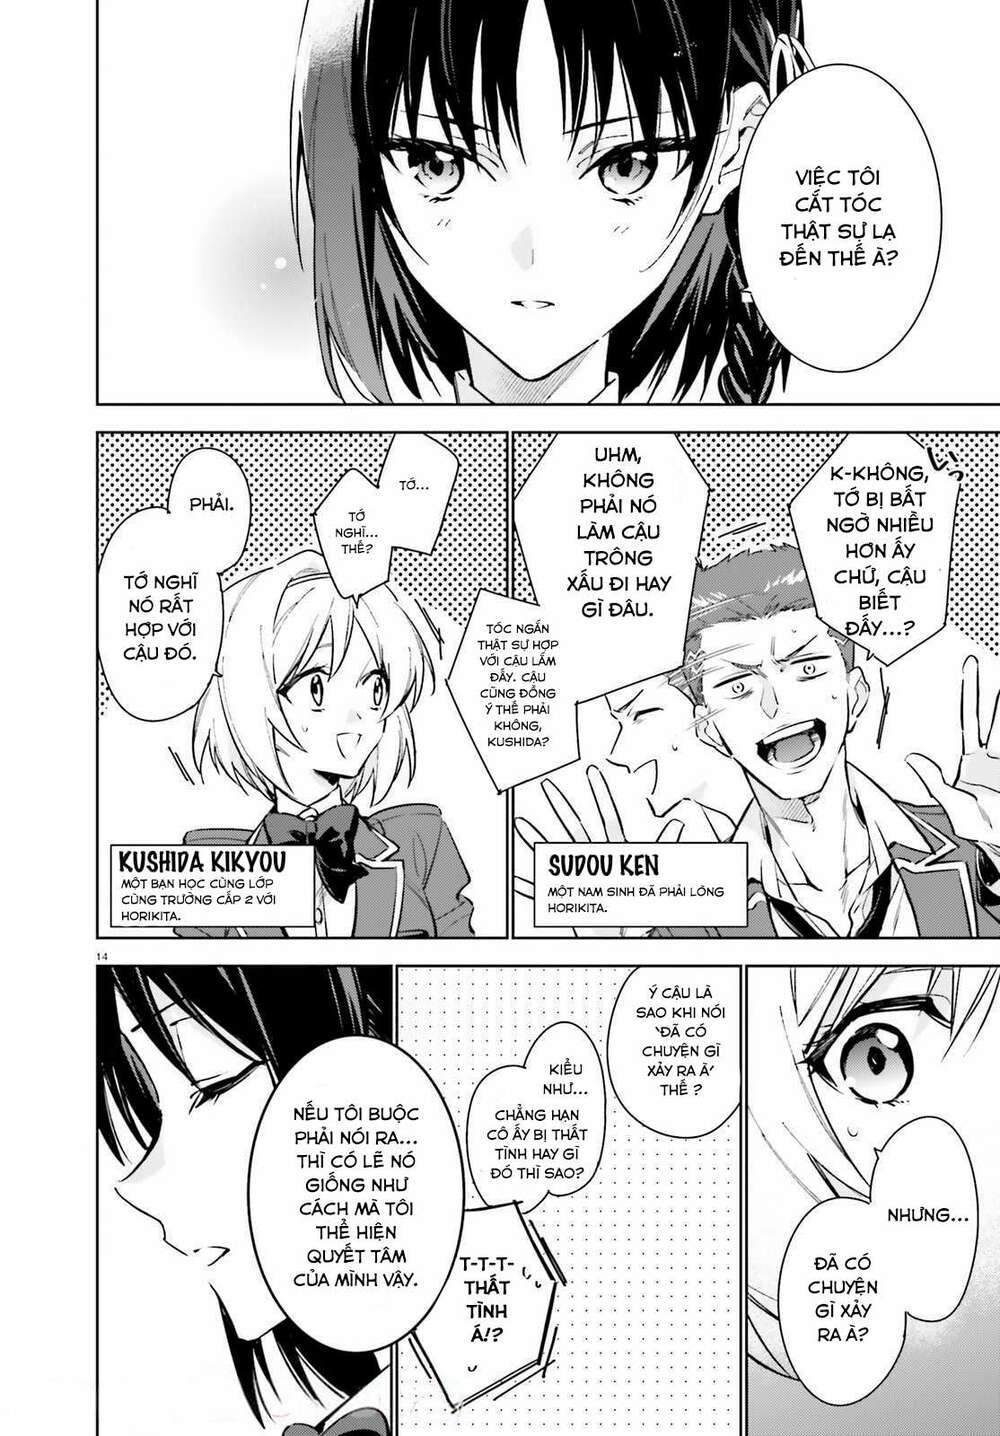 VIỆC TÔI
CẮT TÓC
THẬT SỰ LẠ
ĐẾN THẾ À?
K-KHÔNG,
TỚ BỊ BẤT
NGỜ NHIỀU
HƠN ẤY
CHỨ, CẬU
BIẾT
ĐẤY...?
UHM,
KHÔNG
PHẢI NÓ
LÀM CẬU
TRÔNG
XẤU ĐI HAY
GÌ ĐÂU.
TÓC NGẮN
THẬT SỰ HỢP
VỚI CẬU LẮM
ĐẤY. CẬU
CŨNG ĐỒNG
Ý THẾ PHẢI
KHÔNG,
KUSHIDA?
SUDOU KEN
MỘT NAM SINH ĐÃ PHẢI LÒNG
HORIKITA.
TỚ...
TỚ
NGHĨ...
THẾ?
PHẢI.
TỚ NGHĨ
NÓ RẤT
HỢP VỚI
CẬU ĐÓ.
KUSHIDA KIKYOU
MỘT BẠN HỌC CÙNG LỚP
CÙNG TRƯỜNG CẤP 2 VỚI
HORIKITA.
14
NHƯNG...
ĐÃ CÓ
CHUYỆN
GÌ XẢY
RA À?
Ý CẬU LÀ
SAO KHI NÓI
'ĐÃ CÓ
CHUYỆN GÌ
XẢY RA À'
THẾ ?
KIỂU
NHƯ...
CHẲNG HẠN
CÔ ẤY BỊ THẤT
TÌNH HAY GÌ
ĐÓ THÌ SAO?
T-T-T-
THẤT
TÌNH
Á!?
NẾU TÔI BUỘC
PHẢI NÓI RA...
THÌ CÓ LẼ NÓ
GIỐNG NHƯ
CÁCH MÀ TÔI
THỂ HIỆN
QUYẾT TÂM
CỦA MÌNH VẬY.